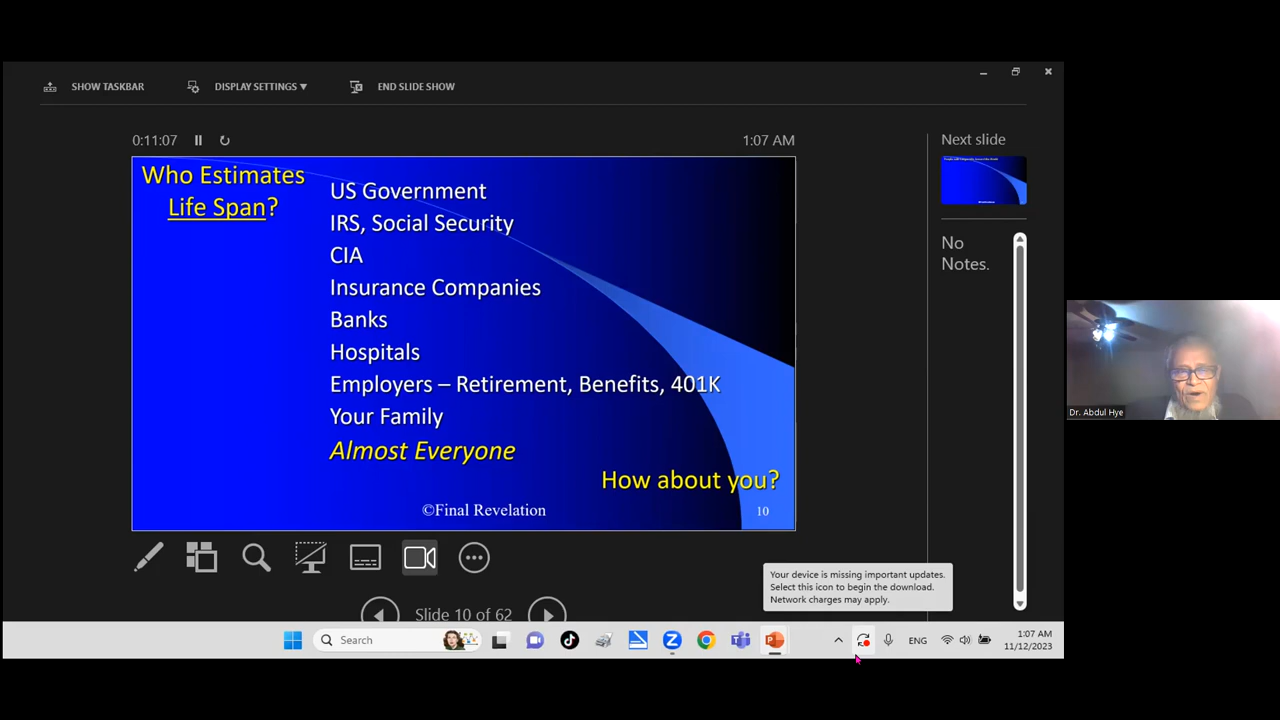 SHOW TASKBAR
DISPLAY SETTINGS ▾
END SLIDE SHOW
0:11:07
1:07 AM
Next slide
Who Estimates
Life Span?
US Government
IRS, Social Security
CIA
Insurance Companies
Banks
Hospitals
Employers – Retirement, Benefits, 401K
Your Family
Almost Everyone
How about you?
©Final Revelation
10
No
Notes.
Dr. Abdul Hye
Your device is missing important updates.
Select this icon to begin the download.
Network charges may apply.
Slide 10 of 62
Search
ENG
1:07 AM
11/12/2023